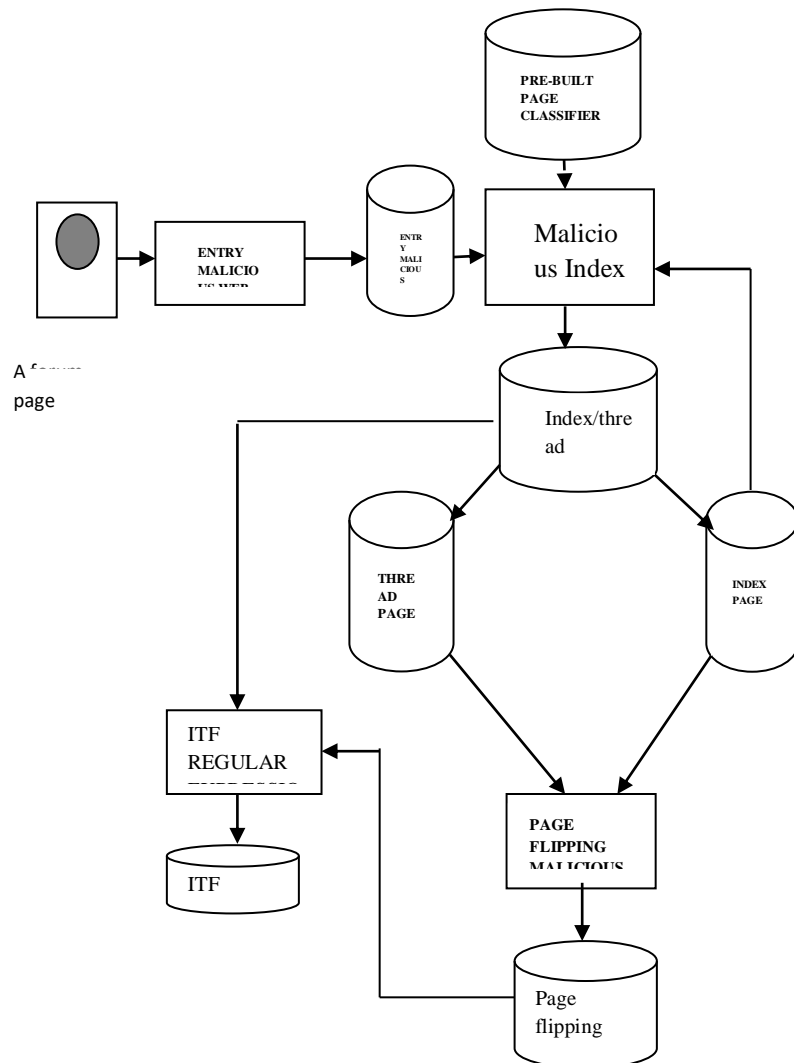 PRE-BUILT
PAGE
CLASSIFIER
ENTRY
MALICIO
ENTR
Y
MALI
CIOU
S
Malicio
us Index
A
page
Index/thre
ad
THRE
AD
PAGE
INDEX
PAGE
ITF
REGULAR
ITF
PAGE
FLIPPING
MALICIOUS
Page
flipping